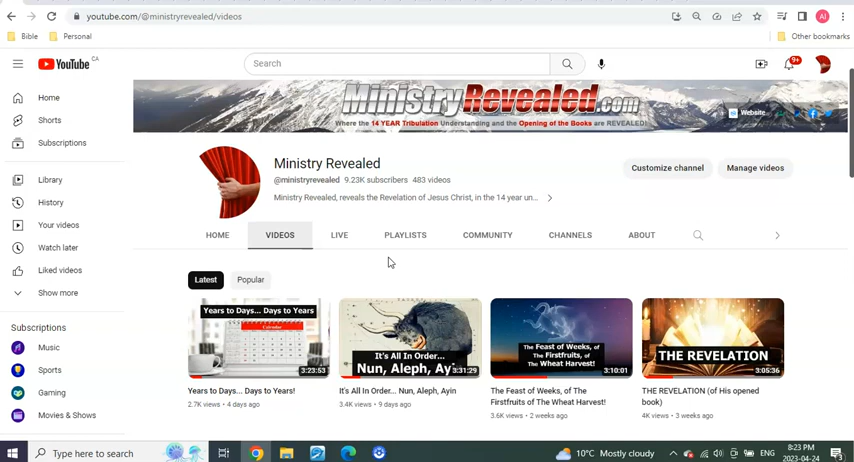 youtube.com/@ministryrevealed/videos
AI
Bible
Personal
Other bookmarks
YouTube CA
Search
9+
Home
Shorts
Subscriptions
Library
History
Your videos
Watch later
Liked videos
Show more
Subscriptions
Music
Sports
Gaming
Movies & Shows
MinistryRevealed.com
Where the 14 YEAR Tribulation Understanding and the Opening of the Books are REVEALED!
Website
Ministry Revealed
@ministryrevealed 9.23K subscribers 483 videos
Ministry Revealed, reveals the Revelation of Jesus Christ, in the 14 year un...
Customize channel
Manage videos
HOME
VIDEOS
LIVE
PLAYLISTS
COMMUNITY
CHANNELS
ABOUT
Latest
Popular
Years to Days... Days to Years
Calendar
3:23:53
Years to Days... Days to Years!
2.7K views • 4 days ago
It's All In Order...
Nun, Aleph, Ayin
3:31:29
It's All In Order... Nun, Aleph, Ayin
3.4K views • 9 days ago
The Feast of Weeks, of
The Firstfruits, of
The Wheat Harvest!
3:10:01
The Feast of Weeks, of The
Firstfruits of The Wheat Harvest!
3.6K views • 2 weeks ago
THE REVELATION
3:05:36
THE REVELATION (of His opened
book)
4K views • 3 weeks ago
Type here to search
10°C Mostly cloudy
ENG
8:23 PM
2023-04-24